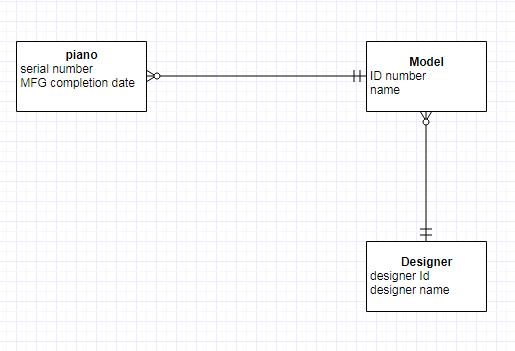 piano
serial number
MFG completion date
Model
ID number
name
Designer
designer Id
designer name